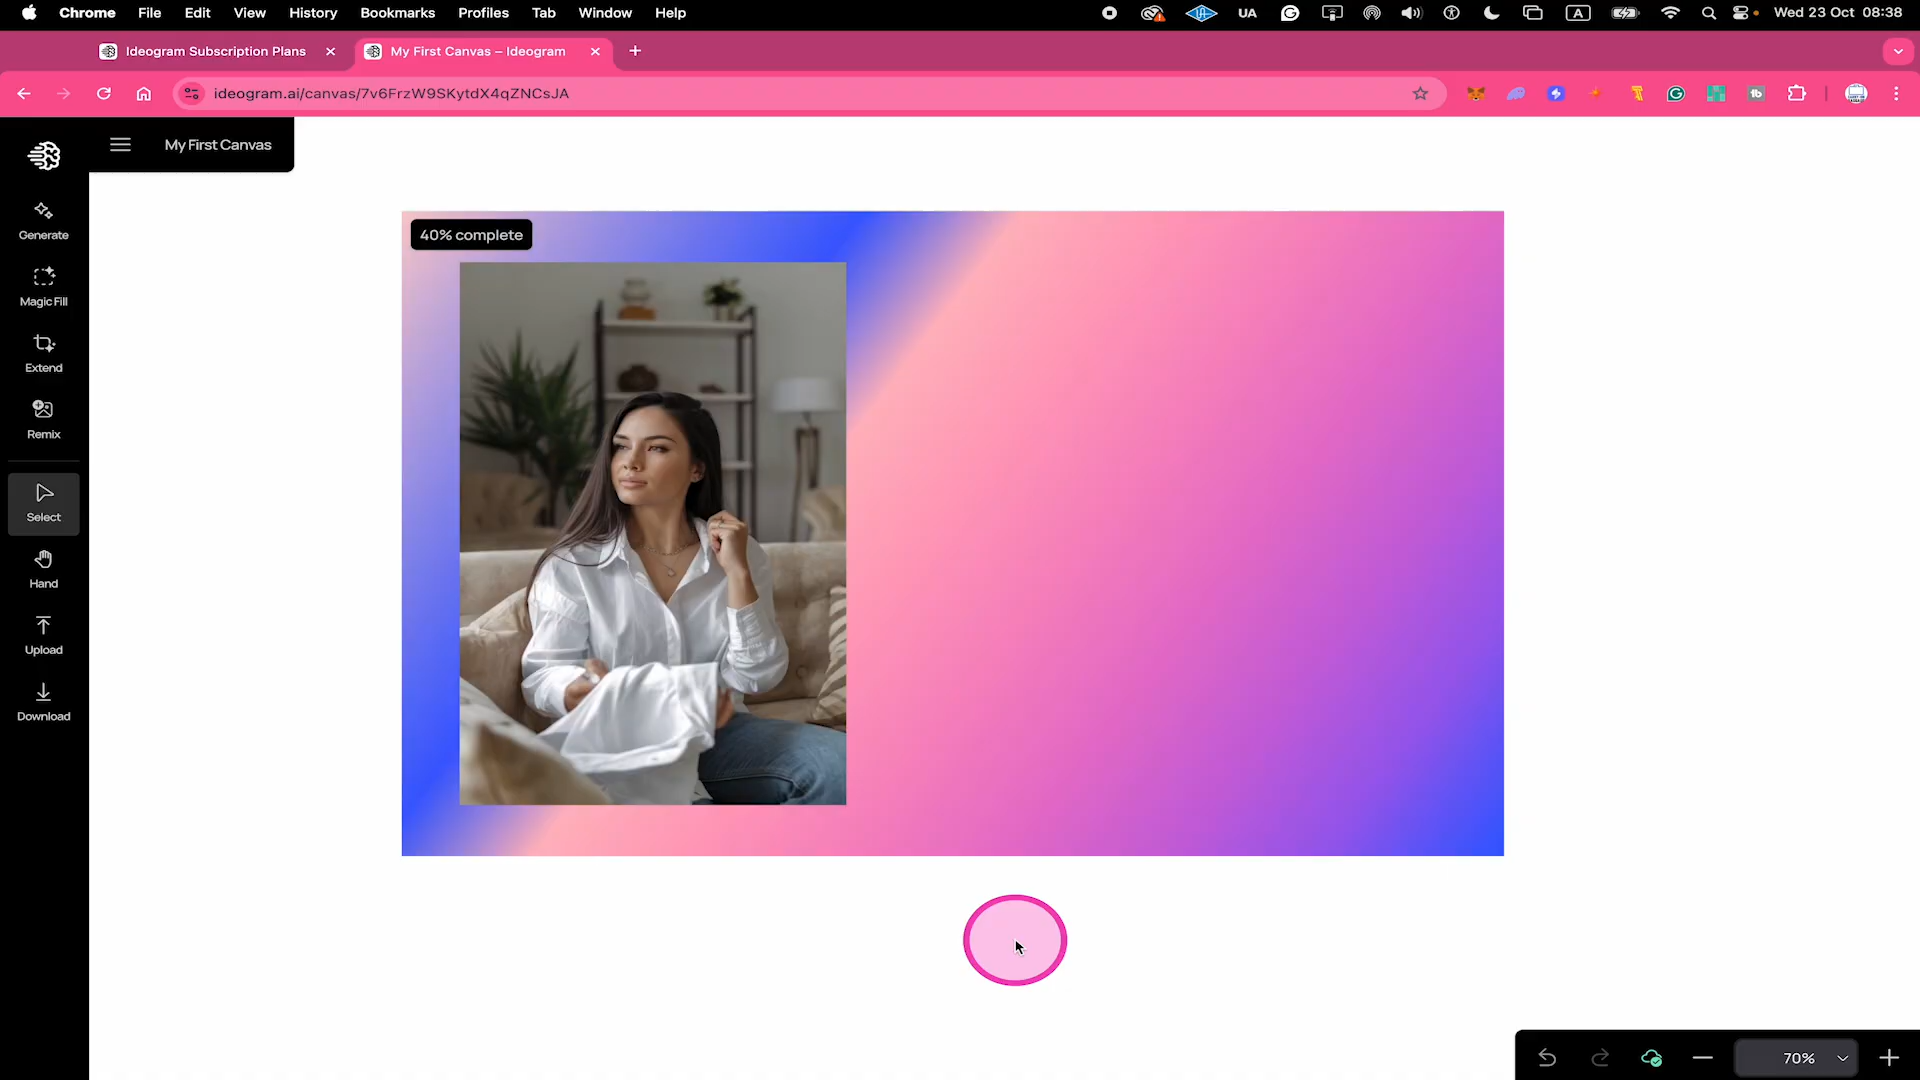 Chrome File Edit View History Bookmarks Profiles Tab Window Help UA A Wed 23 Oct 08:38
Ideogram Subscription Plans
My First Canvas – Ideogram
ideogram.ai/canvas/7v6FrzW9SKytdX4qZNCsJA
My First Canvas
Generate
40% complete
Magic Fill
Extend
Remix
Select
Hand
Upload
Download
70%